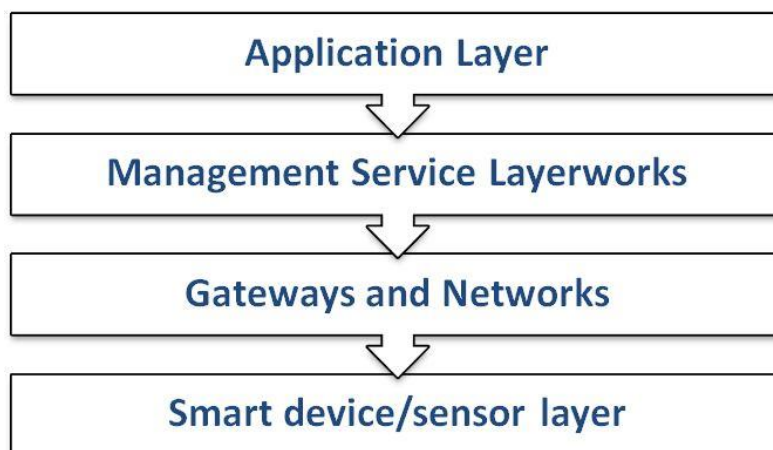 Application Layer
Management Service Layerworks
Gateways and Networks
Smart device/sensor layer